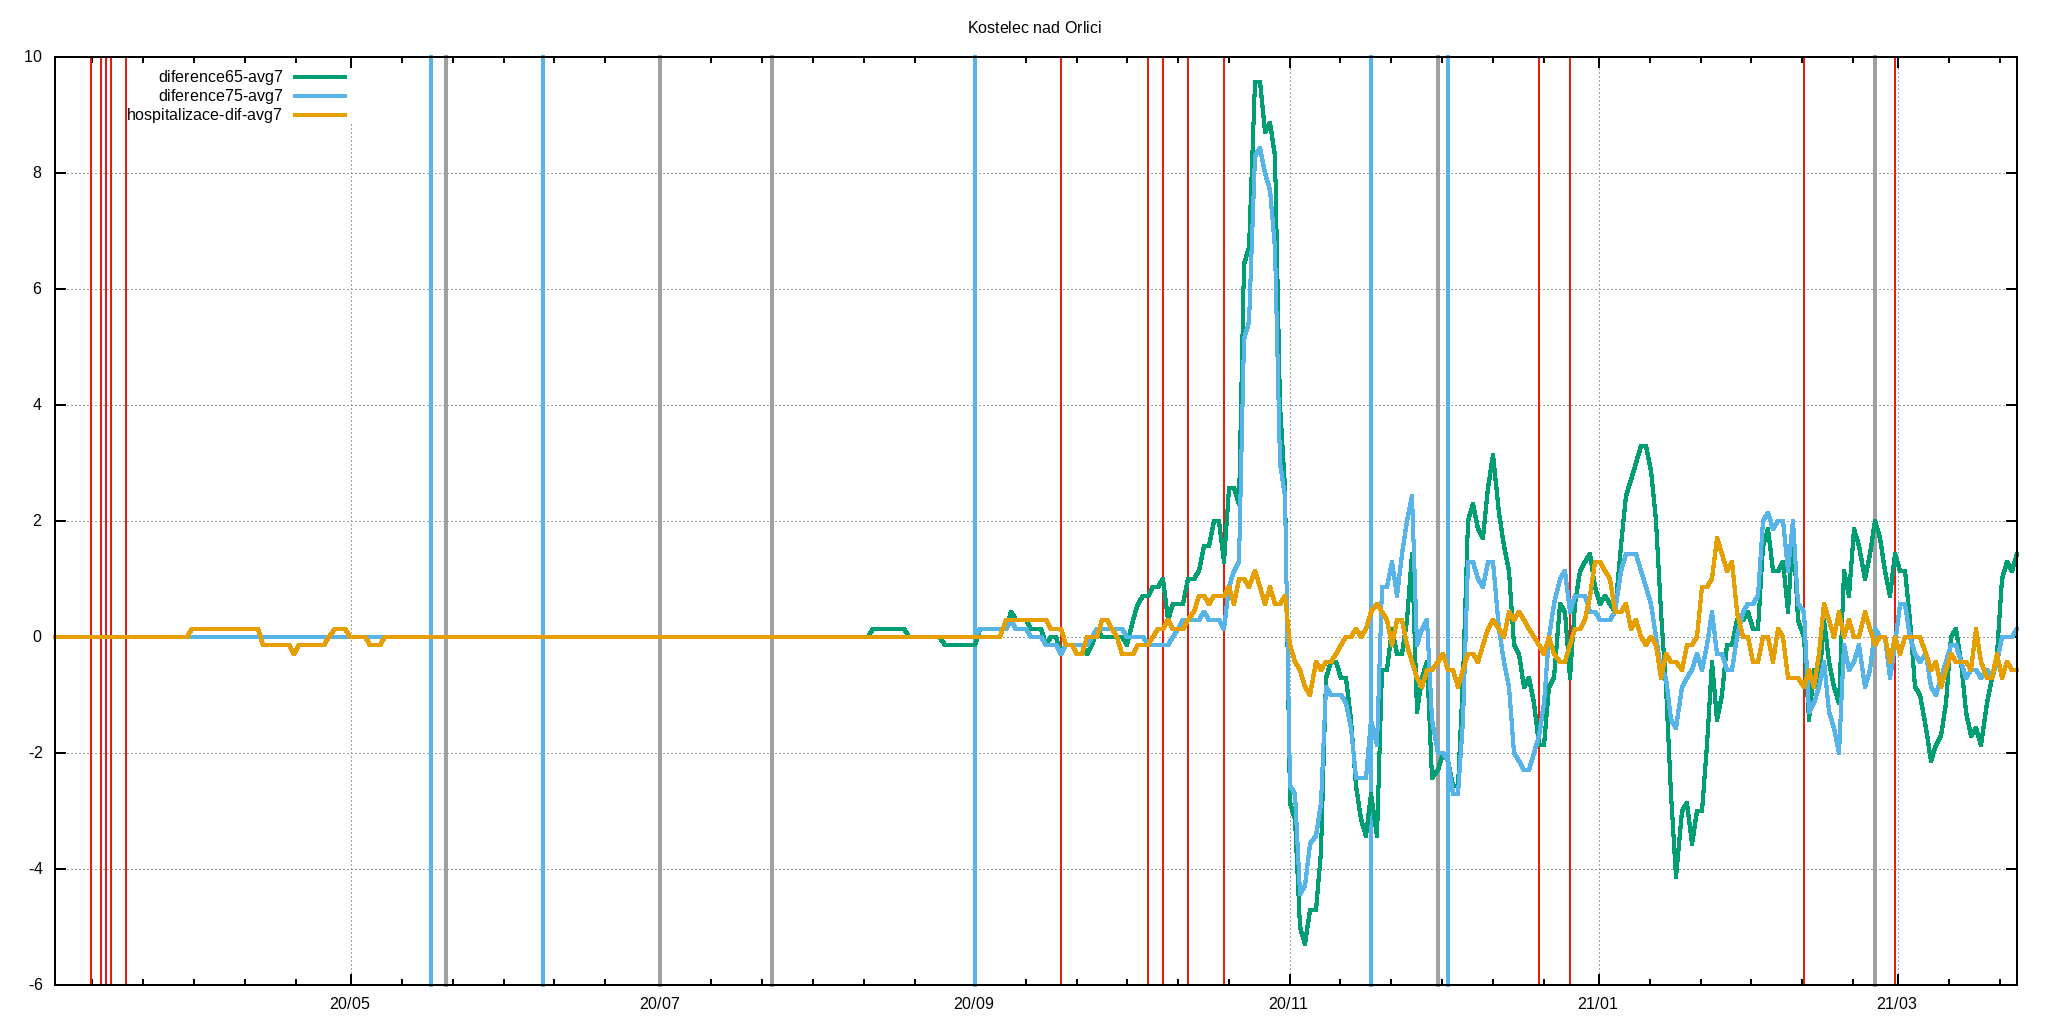 Kostelec nad Orlici
10
8
6
4
2
0
-2
-4
-6
diference65-avg7
diference75-avg7
hospitalizace-dif-avg7
20/05 20/07 20/09 20/11 21/01 21/03